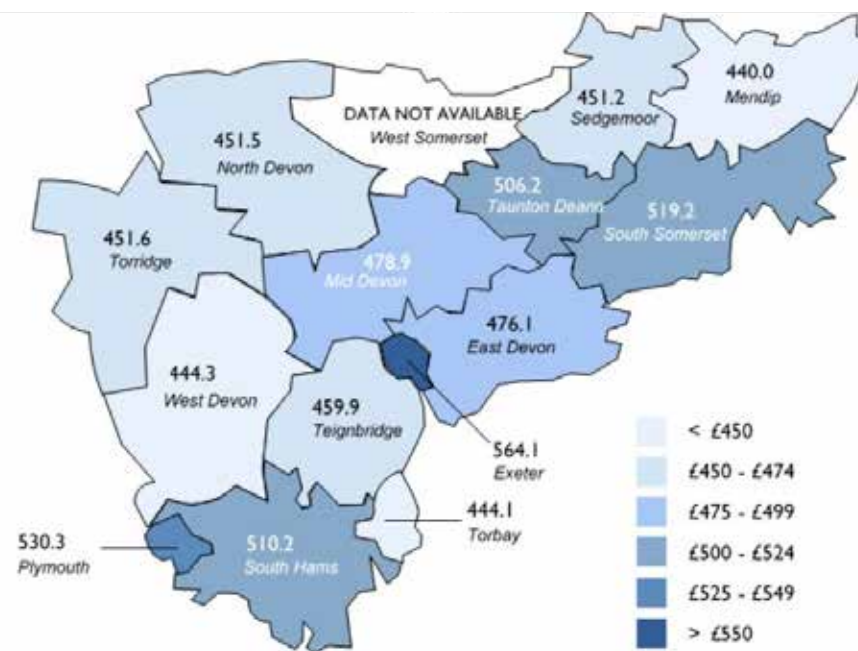 440.0
Mendip
451.2
Sedgemoor
DATA NOT AVAILABLE
West Somerset
451.5
North Devon
506.2
Taunton Deann
519.2
South Somerset
451.6
Torridge
478.9
Mid Devon
476.1
East Devon
444.3
West Devon
459.9
Teignbridge
564.1
Exeter
444.1
Torbay
530.3
Plymouth
510.2
South Hams
< £450
£450 - £474
£475 - £499
£500 - £524
£525 - £549
> £550